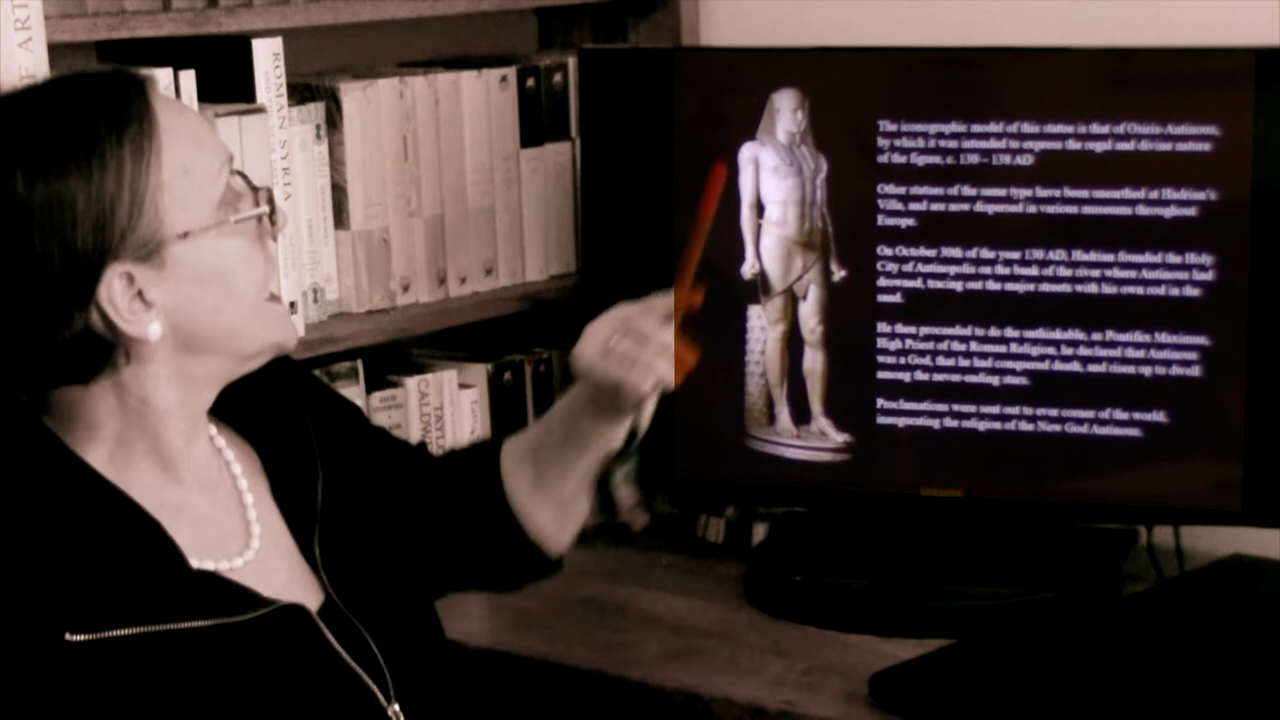 F ART
ROMAN SYRIA
TAYLOR
CALDWE
The iconographic model of this statue is that of Osiris-Antinous,
by which it was intended to express the regal and divine nature
of the figure, c. 130 – 138 AD
Other statues of the same type have been unearthed at Hadrian's
Villa, and are now dispersed in various museums throughout
Europe.
On October 30th of the year 130 AD, Hadrian founded the Holy
City of Antinopolis on the bank of the river where Antinous had
drowned, tracing out the major streets with his own rod in the
sand.
He then proceeded to do the unthinkable, as Pontifex Maximus,
High Priest of the Roman Religion, he declared that Antinous
was a God, that he had conquered death, and risen up to dwell
among the never-ending stars.
Proclamations were sent out to ever corner of the world,
inaugurating the religion of the New God Antinous.